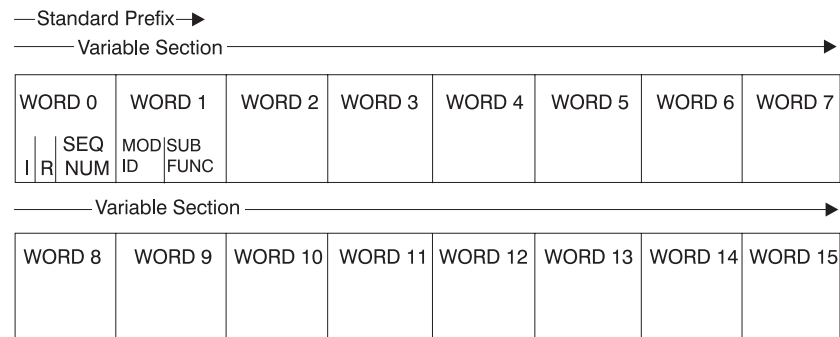 Standard Prefix
Variable Section
WORD 0 WORD 1 WORD 2 WORD 3 WORD 4 WORD 5 WORD 6 WORD 7
SEQ MOD SUB
I R NUM ID FUNC
Variable Section
WORD 8 WORD 9 WORD 10 WORD 11 WORD 12 WORD 13 WORD 14 WORD 15